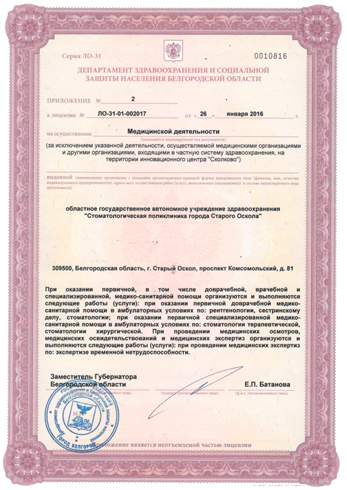 Серия ЛО-31
0010816
ДЕПАРТАМЕНТ ЗДРАВООХРАНЕНИЯ И СОЦИАЛЬНОЙ
ЗАЩИТЫ НАСЕЛЕНИЯ БЕЛГОРОДСКОЙ ОБЛАСТИ
ПРИЛОЖЕНИЕ № 2
к лицензии № ЛО-31-01-002017 от « 26 » января 2016
на осуществление Медицинской деятельности
(за исключением указанной деятельности, осуществляемой медицинскими организациями
и другими организациями, входящими в частную систему здравоохранения, на
территории инновационного центра "Сколково")
областное государственное автономное учреждение здравоохранения
"Стоматологическая поликлиника города Старого Оскола"
309500, Белгородская область, г. Старый Оскол, проспект Комсомольский, д. 81
При оказании первичной, в том числе доврачебной, врачебной и
специализированной, медико-санитарной помощи организуются и выполняются
следующие работы (услуги): при оказании первичной доврачебной медико-
санитарной помощи в амбулаторных условиях по: рентгенологии, сестринскому
делу, стоматологии; при оказании первичной специализированной медико-
санитарной помощи в амбулаторных условиях по: стоматологии терапевтической,
стоматологии хирургической. При проведении медицинских осмотров,
медицинских освидетельствований и медицинских экспертиз организуются и
выполняются следующие работы (услуги): при проведении медицинских экспертиз
по: экспертизе временной нетрудоспособности.
Заместитель Губернатора
Белгородской области
Е.П. Батанова
Приложение является неотъемлемой частью лицензии